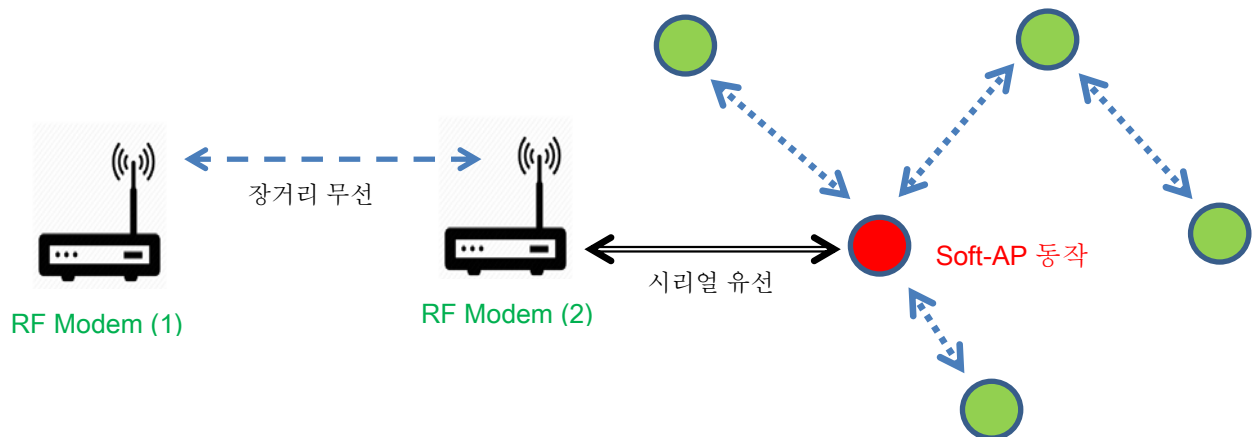 장거리 무선
RF Modem (1)
RF Modem (2)
시리얼 유선
Soft-AP 동작